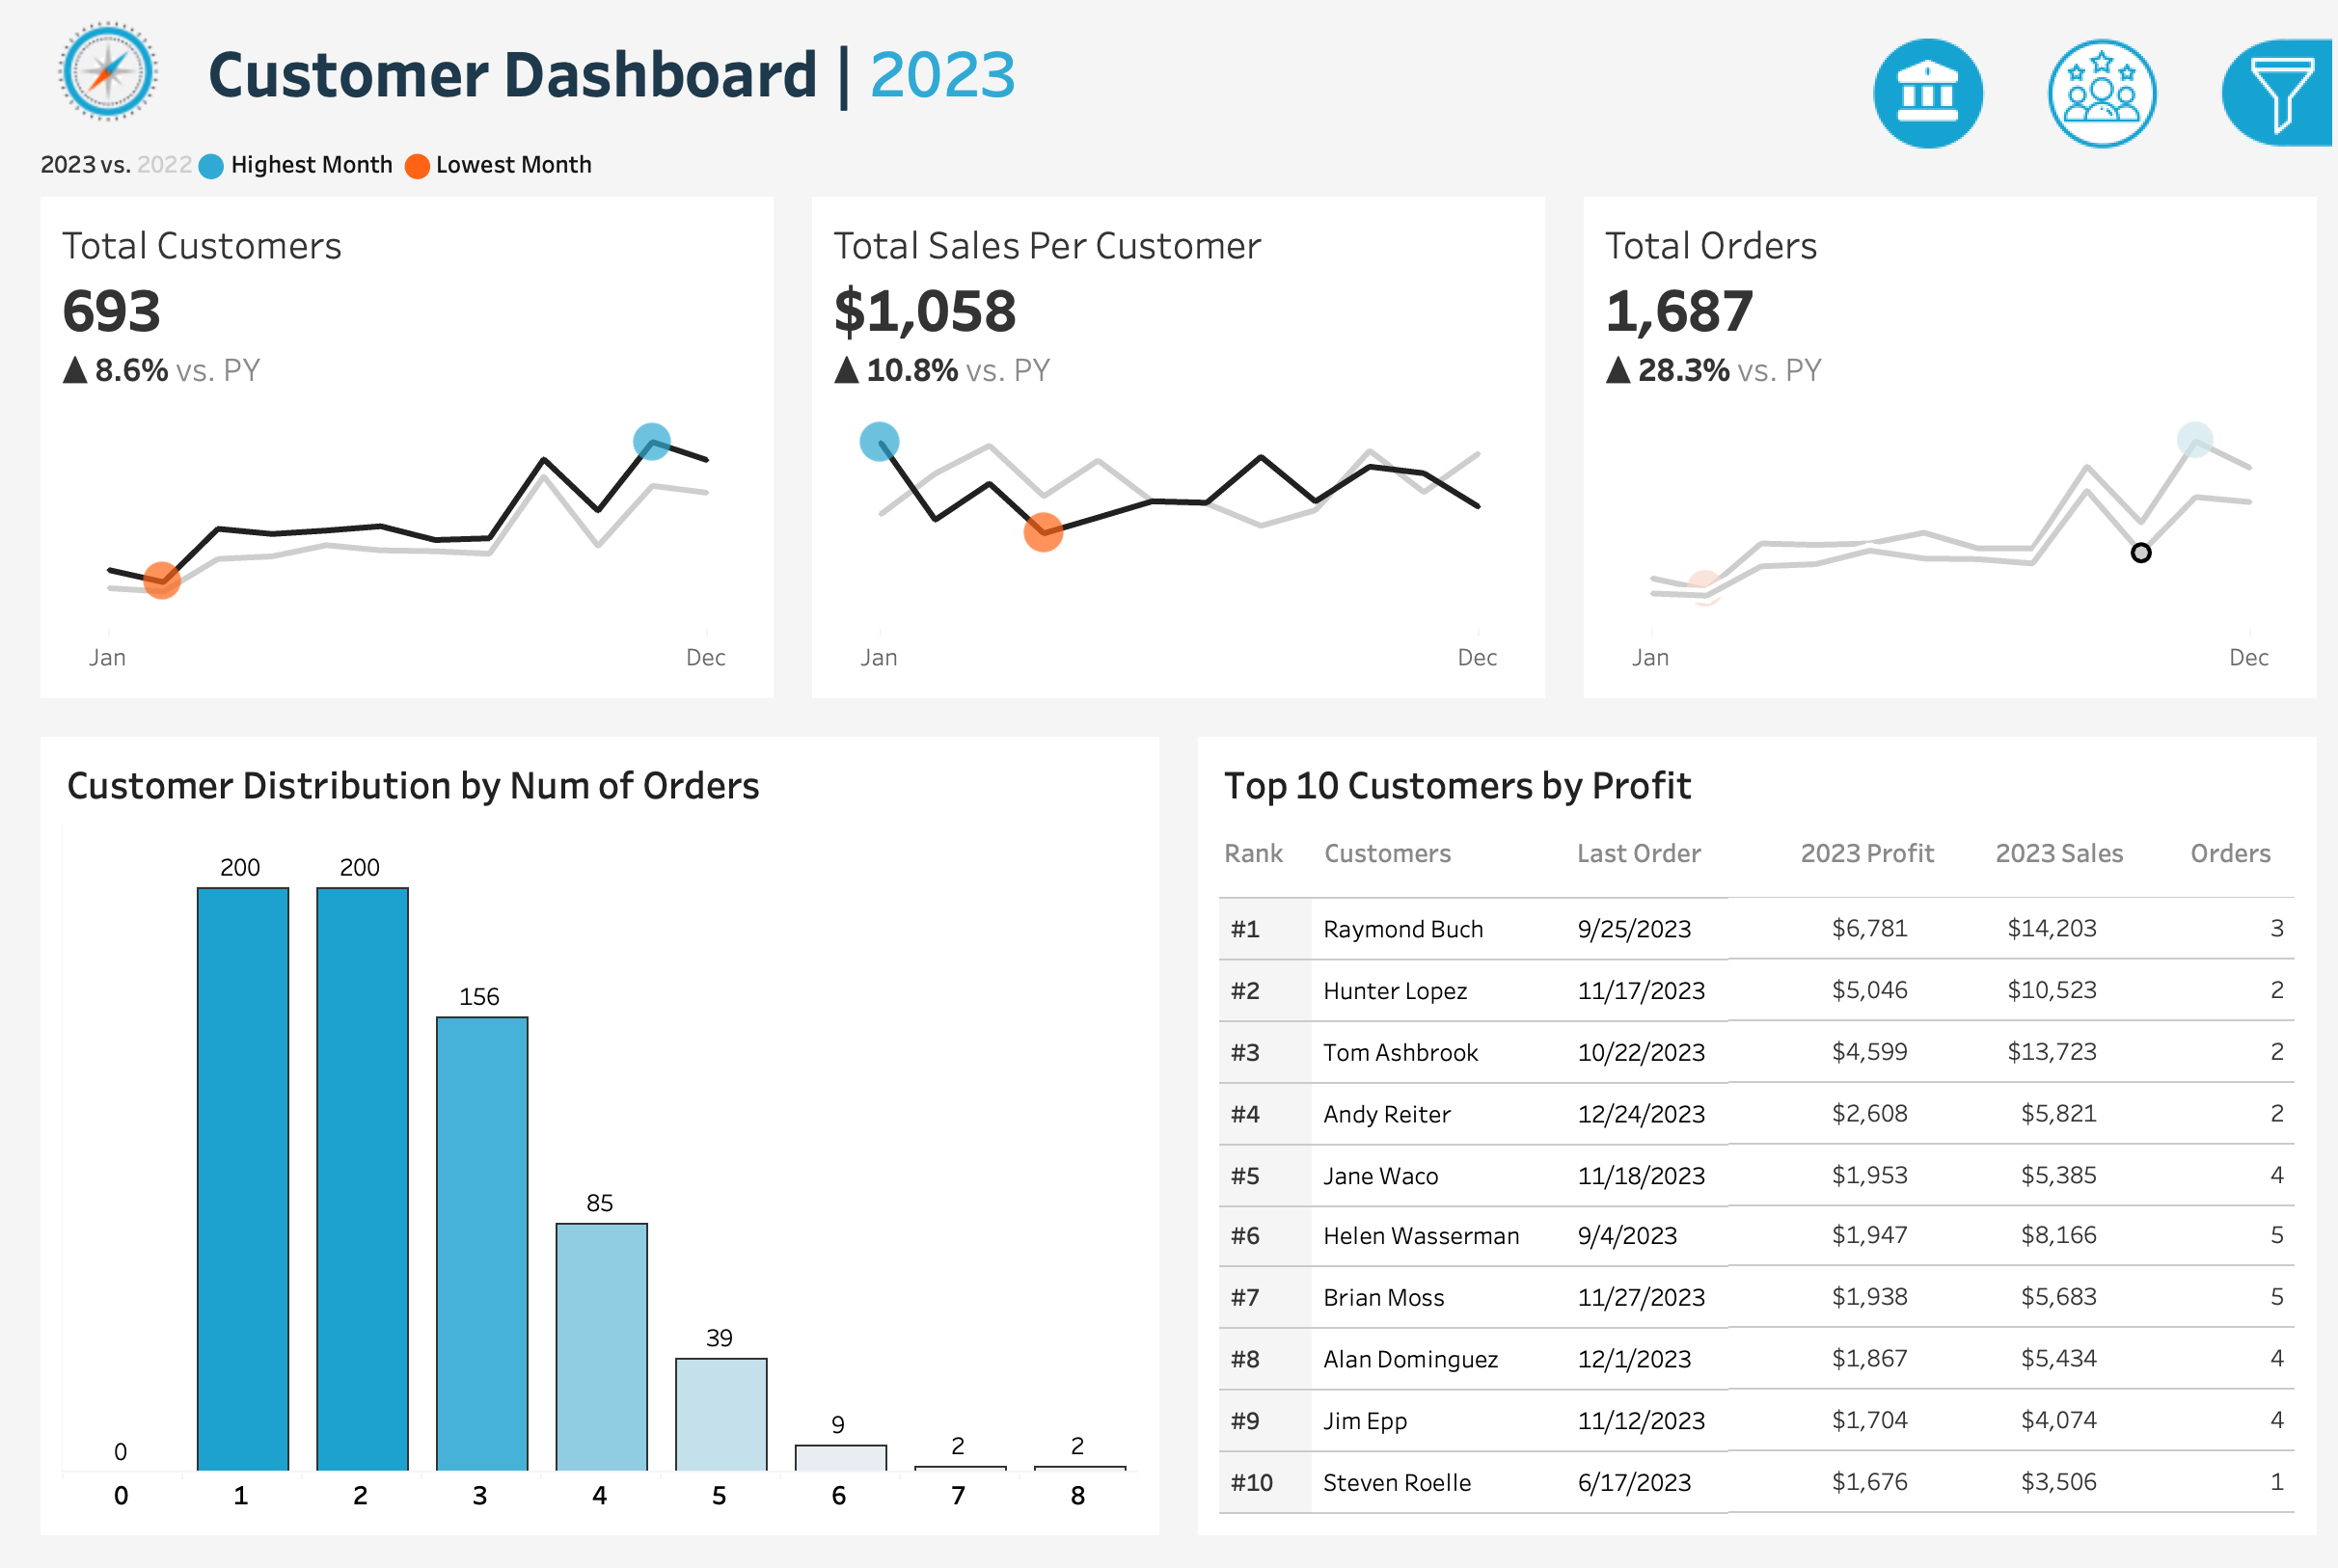 Customer Dashboard | 2023
2023 vs. 2022 Highest Month Lowest Month
Total Customers
693
▲ 8.6% vs. PY
Jan Dec
Total Sales Per Customer
$1,058
▲ 10.8% vs. PY
Jan Dec
Total Orders
1,687
▲ 28.3% vs. PY
Jan Dec
Customer Distribution by Num of Orders
0 200 200 156 85 39 9 2 2
0 1 2 3 4 5 6 7 8
Top 10 Customers by Profit
Rank Customers Last Order 2023 Profit 2023 Sales Orders
#1 Raymond Buch 9/25/2023 $6,781 $14,203 3
#2 Hunter Lopez 11/17/2023 $5,046 $10,523 2
#3 Tom Ashbrook 10/22/2023 $4,599 $13,723 2
#4 Andy Reiter 12/24/2023 $2,608 $5,821 2
#5 Jane Waco 11/18/2023 $1,953 $5,385 4
#6 Helen Wasserman 9/4/2023 $1,947 $8,166 5
#7 Brian Moss 11/27/2023 $1,938 $5,683 5
#8 Alan Dominguez 12/1/2023 $1,867 $5,434 4
#9 Jim Epp 11/12/2023 $1,704 $4,074 4
#10 Steven Roelle 6/17/2023 $1,676 $3,506 1